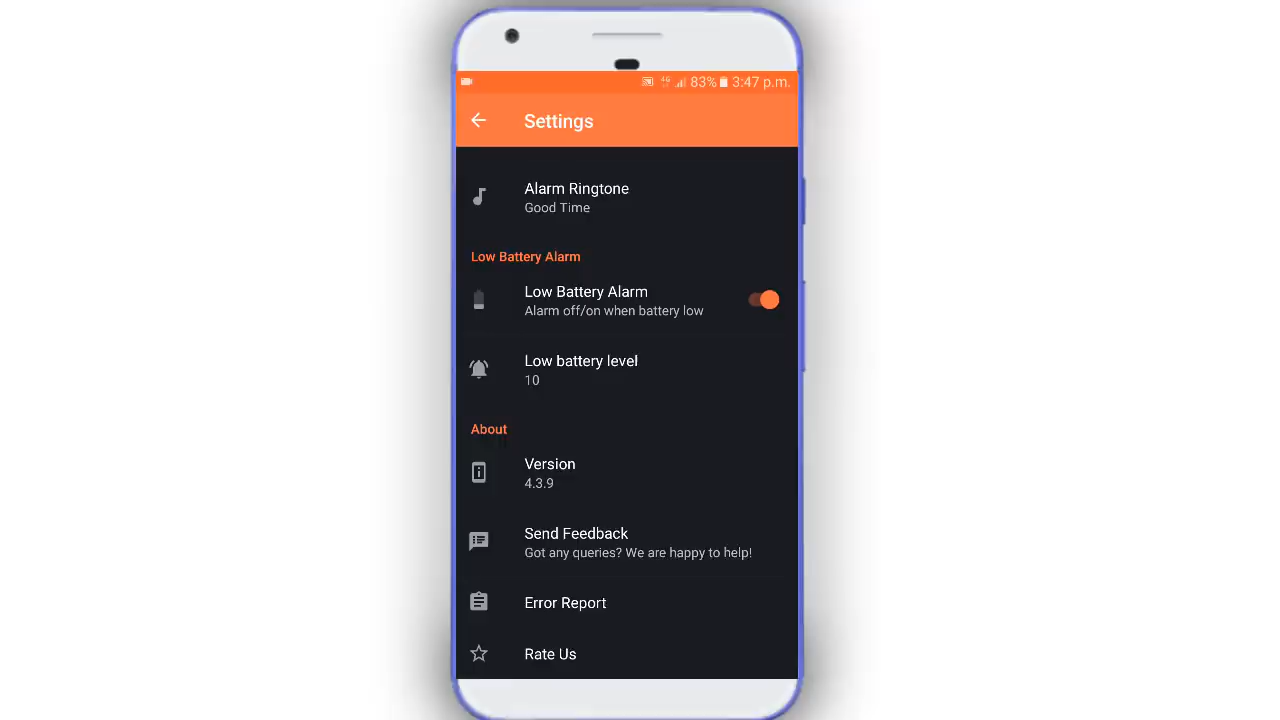 4G 83% 3:47 p.m.
Settings
Alarm Ringtone
Good Time
Low Battery Alarm
Low Battery Alarm
Alarm off/on when battery low
Low battery level
10
About
Version
4.3.9
Send Feedback
Got any queries? We are happy to help!
Error Report
Rate Us